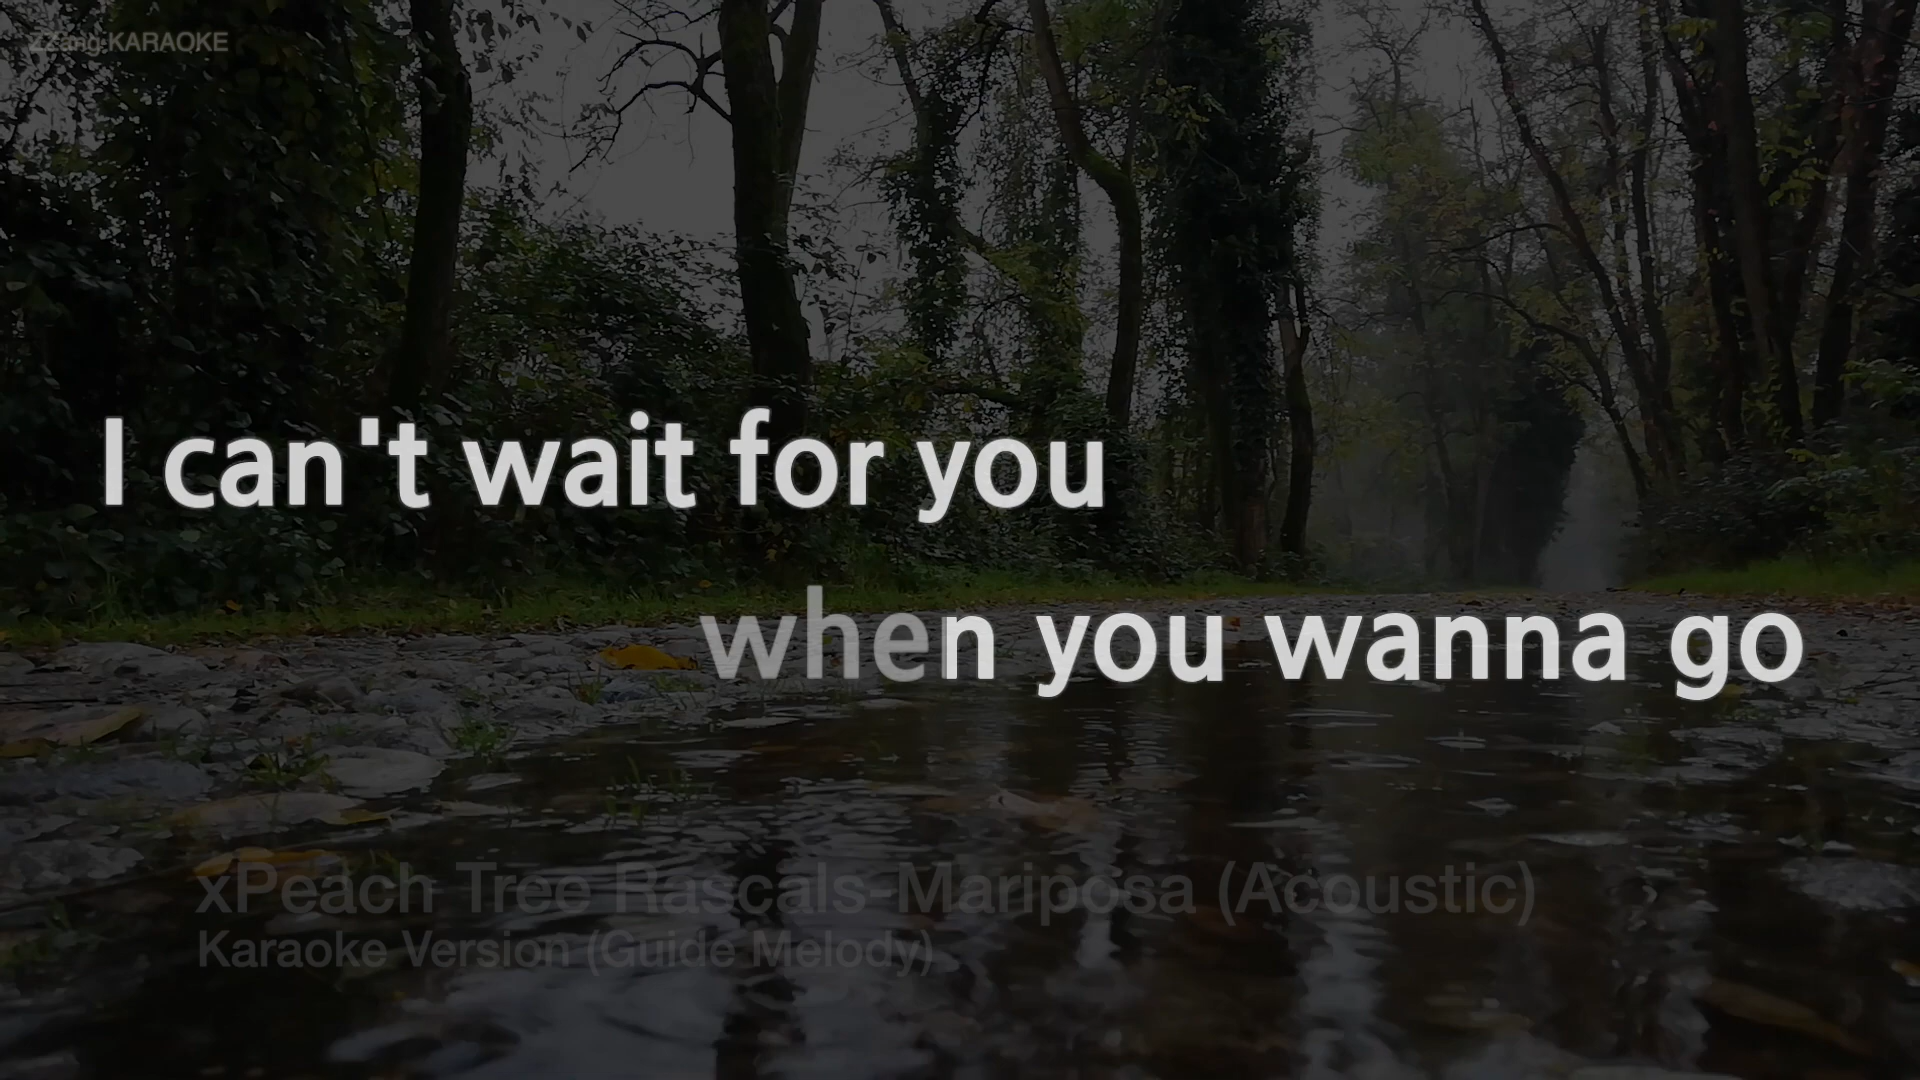 ZZang KARAOKE
I can't wait for you
when you wanna go
xPeach Tree Rascals-Mariposa (Acoustic)
Karaoke Version (Guide Melody)